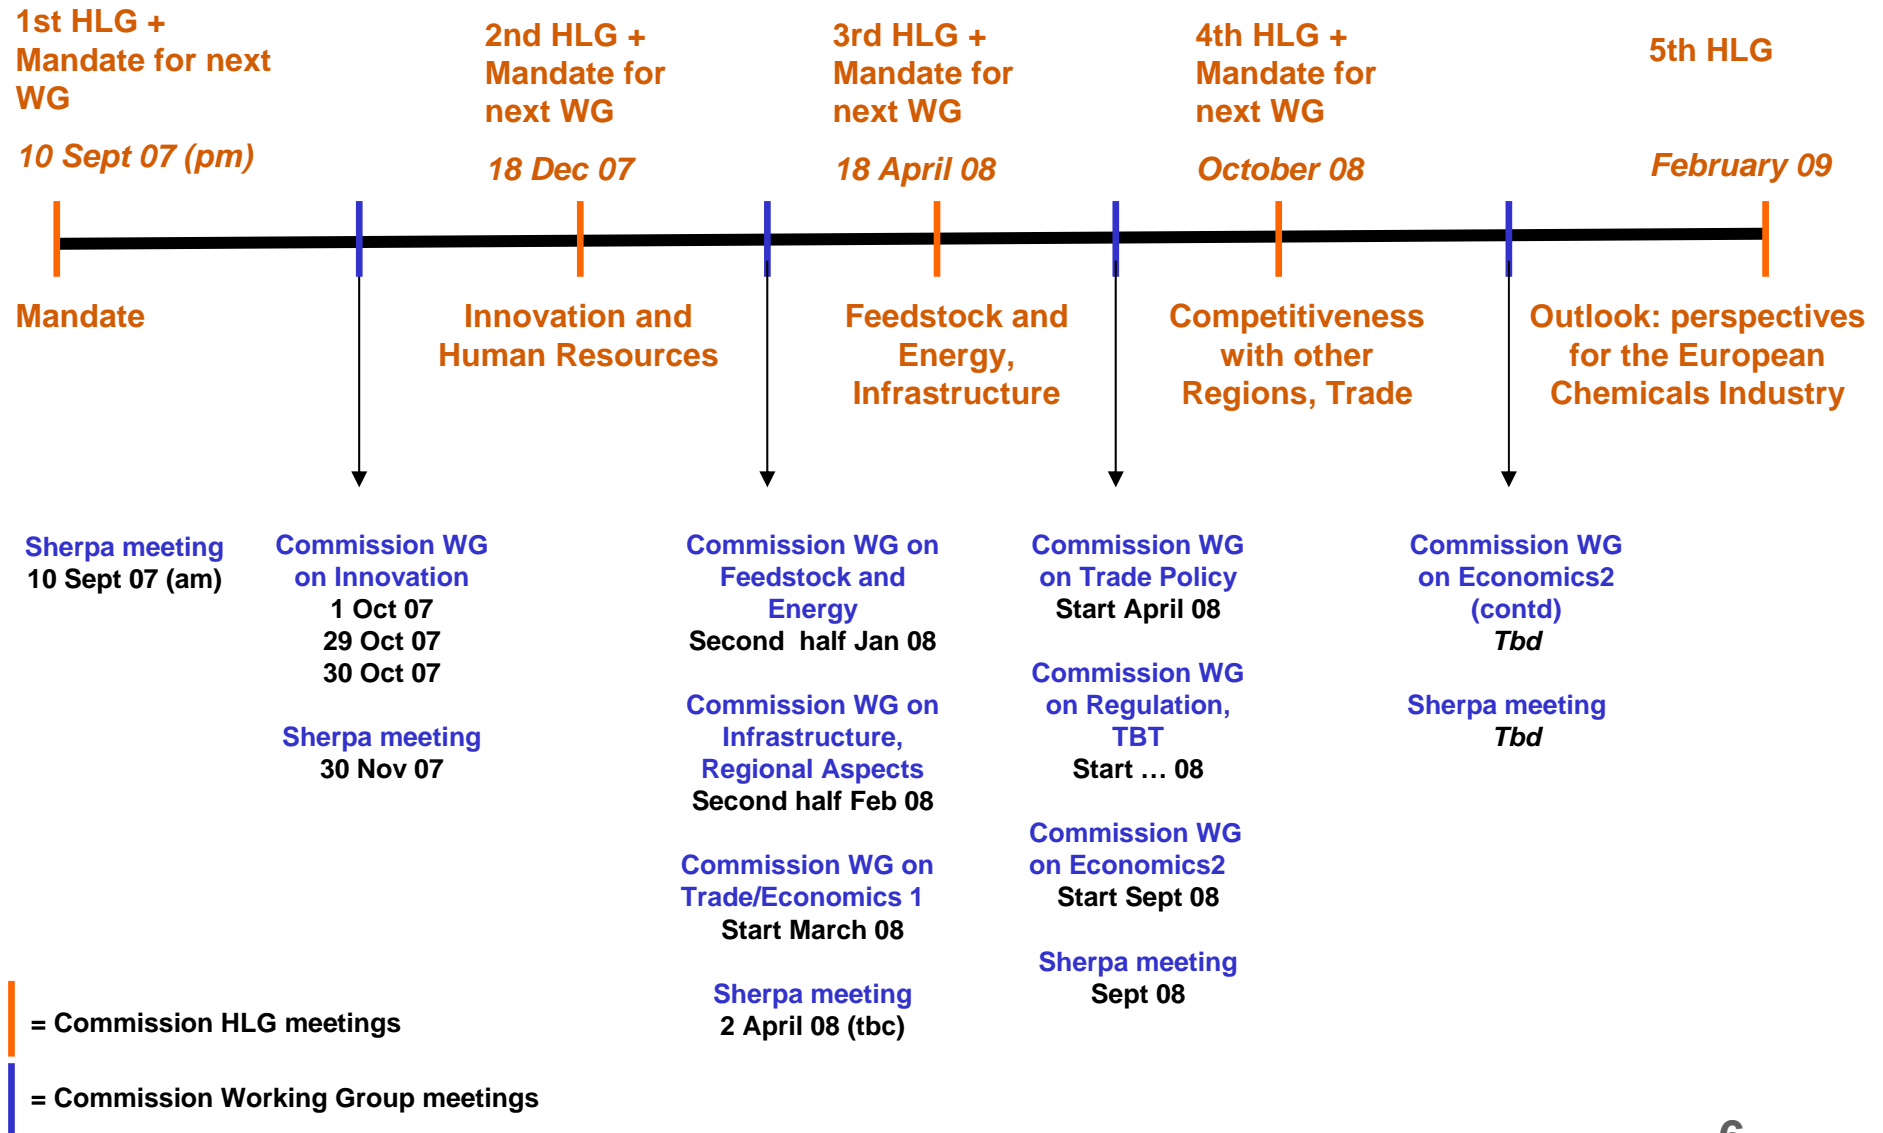 1st HLG +
Mandate for next
WG
10 Sept 07 (pm)
2nd HLG +
Mandate for
next WG
18 Dec 07
3rd HLG +
Mandate for
next WG
18 April 08
4th HLG +
Mandate for
next WG
October 08
5th HLG
February 09
Mandate
Innovation and
Human Resources
Feedstock and
Energy,
Infrastructure
Competitiveness
with other
Regions, Trade
Outlook: perspectives
for the European
Chemicals Industry
Sherpa meeting
10 Sept 07 (am)
Commission WG
on Innovation
1 Oct 07
29 Oct 07
30 Oct 07
Sherpa meeting
30 Nov 07
Commission WG on
Feedstock and
Energy
Second half Jan 08
Commission WG on
Infrastructure,
Regional Aspects
Second half Feb 08
Commission WG on
Trade/Economics 1
Start March 08
Sherpa meeting
2 April 08 (tbc)
Commission WG
on Trade Policy
Start April 08
Commission WG
on Regulation,
TBT
Start … 08
Commission WG
on Economics2
Start Sept 08
Sherpa meeting
Sept 08
Commission WG
on Economics2
(contd)
Tbd
Sherpa meeting
Tbd
= Commission HLG meetings
= Commission Working Group meetings